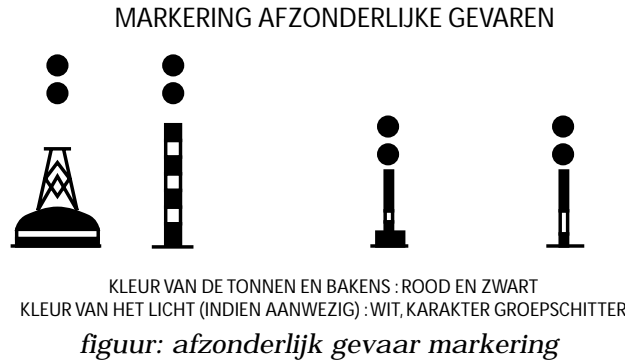 MARKERING AFZONDERLIJKE GEVAREN
KLEUR VAN DE TONNEN EN BAKENS : ROOD EN ZWART
KLEUR VAN HET LICHT (INDIEN AANWEZIG) : WIT, KARAKTER GROEPSCHITTER
figuur: afzonderlijk gevaar markering